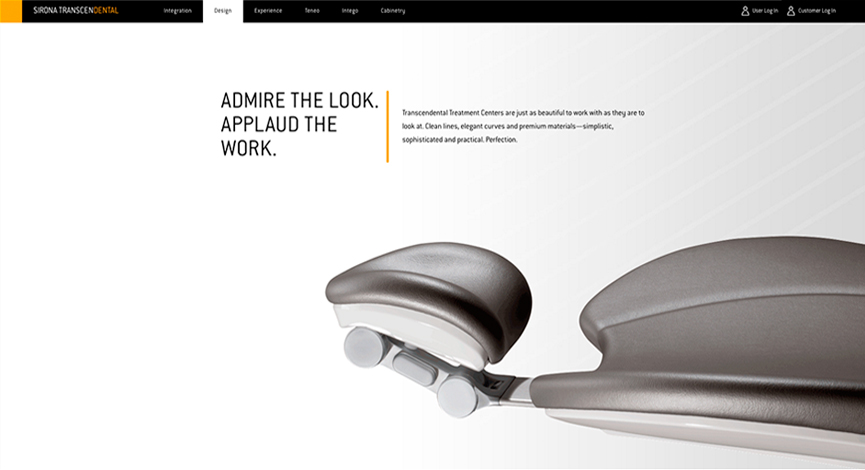 SIRONA TRANSCENDENTAL Integration Design Experience Teneo Intego Cabinetry User Log In Customer Log In
ADMIRE THE LOOK.
APPLAUD THE
WORK.
Transcendental Treatment Centers are just as beautiful to work with as they are to
look at. Clean lines, elegant curves and premium materials—simplistic,
sophisticated and practical. Perfection.